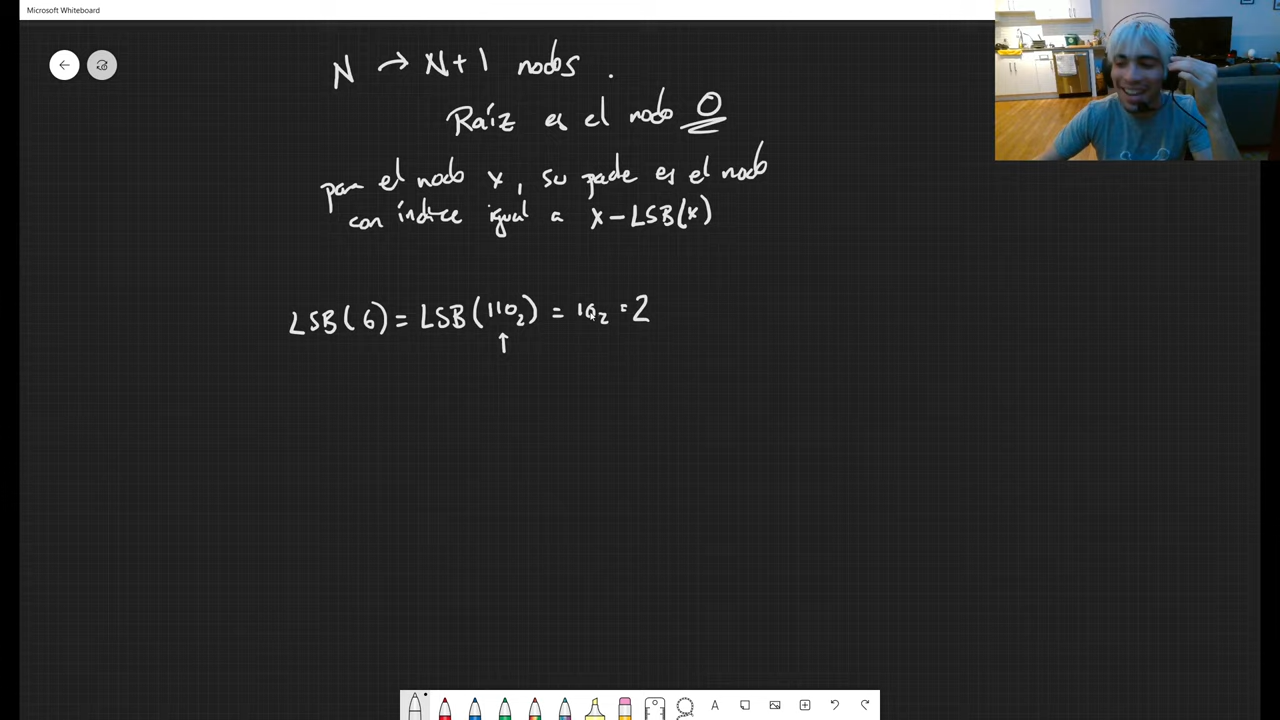 Microsoft Whiteboard
N → N+1 nodos.
Raíz es el nodo 0
para el nodo x, su padre es el nodo
con índice igual a x-LSB(x)
LSB(6) = LSB(110₂) = 10₂ = 2
↑
A